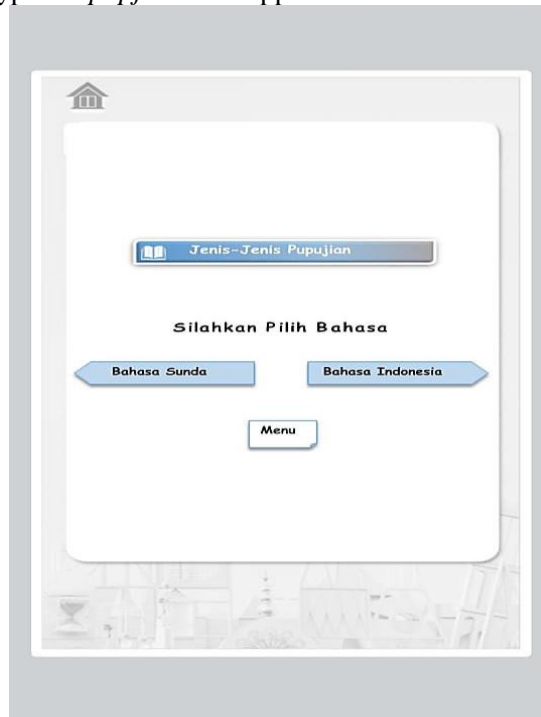 Jenis-Jenis Pupujian
Silahkan Pilih Bahasa
Bahasa Sunda
Bahasa Indonesia
Menu